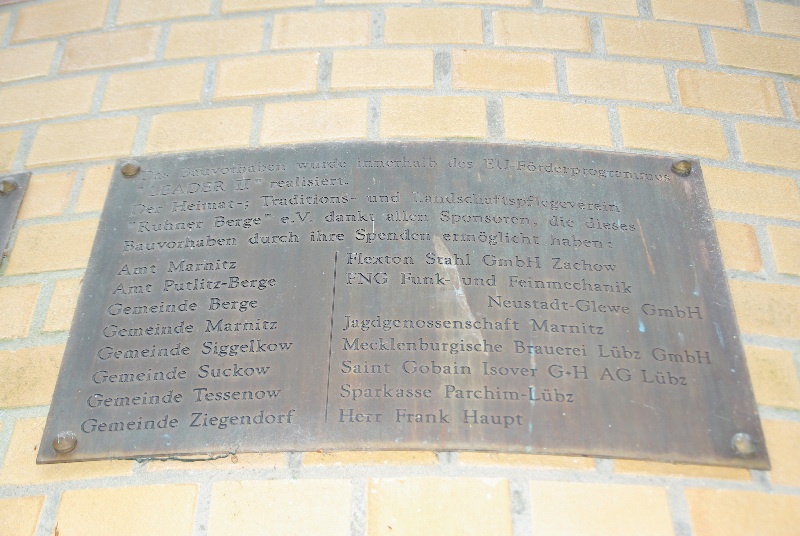 Das Bauvorhaben wurde innerhalb des EU-Förderprogrammes
"LEADER II" realisiert.
Der Heimat-, Traditions- und Landschaftspflegeverein
"Ruhner Berge" e.V. dankt allen Sponsoren, die dieses
Bauvorhaben durch ihre Spenden ermöglicht haben:
Amt Marnitz
Amt Putlitz-Berge
Gemeinde Berge
Gemeinde Marnitz
Gemeinde Siggelkow
Gemeinde Suckow
Gemeinde Tessenow
Gemeinde Ziegendorf
Flexton Stahl GmbH Zachow
FNG Funk- und Feinmechanik
Neustadt-Glewe GmbH
Jagdgenossenschaft Marnitz
Mecklenburgische Brauerei Lübz GmbH
Saint Gobain Isover G+H AG Lübz
Sparkasse Parchim-Lübz
Herr Frank Haupt